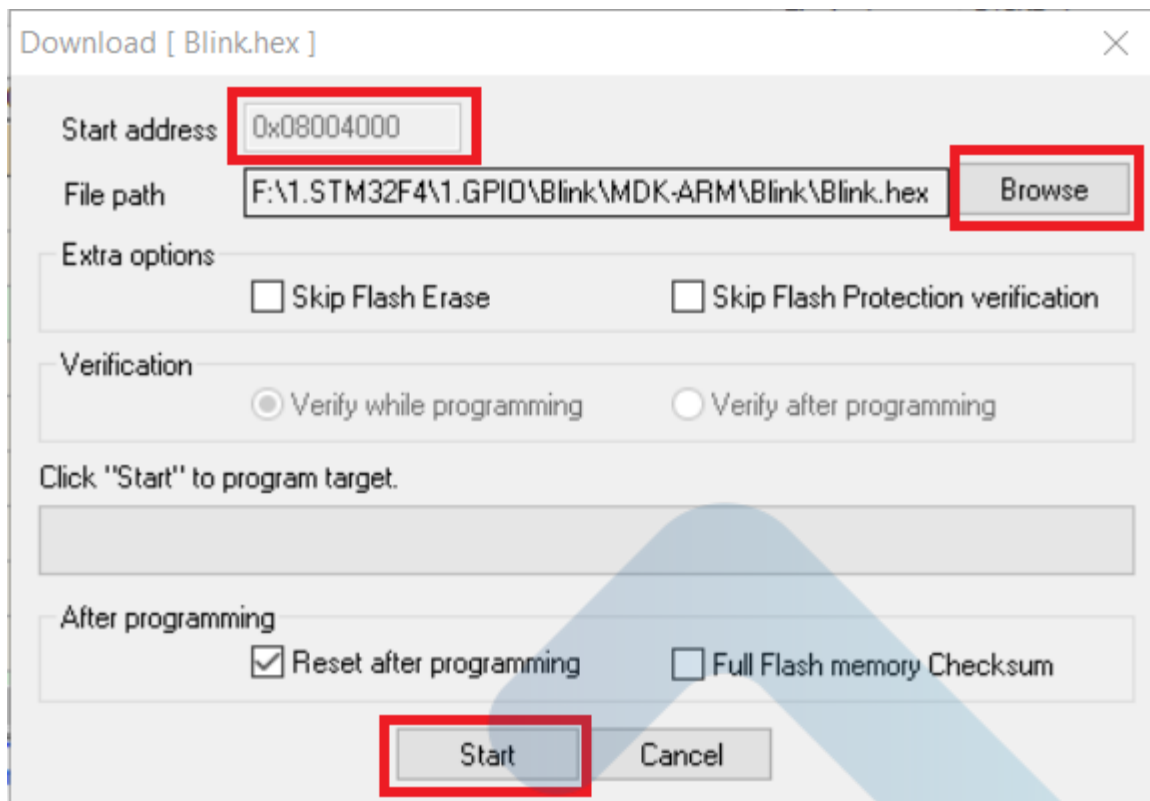 Download [ Blink.hex ]
Start address 0x08004000
File path F:\1.STM32F4\1.GPIO\Blink\MDK-ARM\Blink\Blink.hex Browse
Extra options
Skip Flash Erase Skip Flash Protection verification
Verification
Verify while programming Verify after programming
Click "Start" to program target.
After programming
Reset after programming Full Flash memory Checksum
Start Cancel